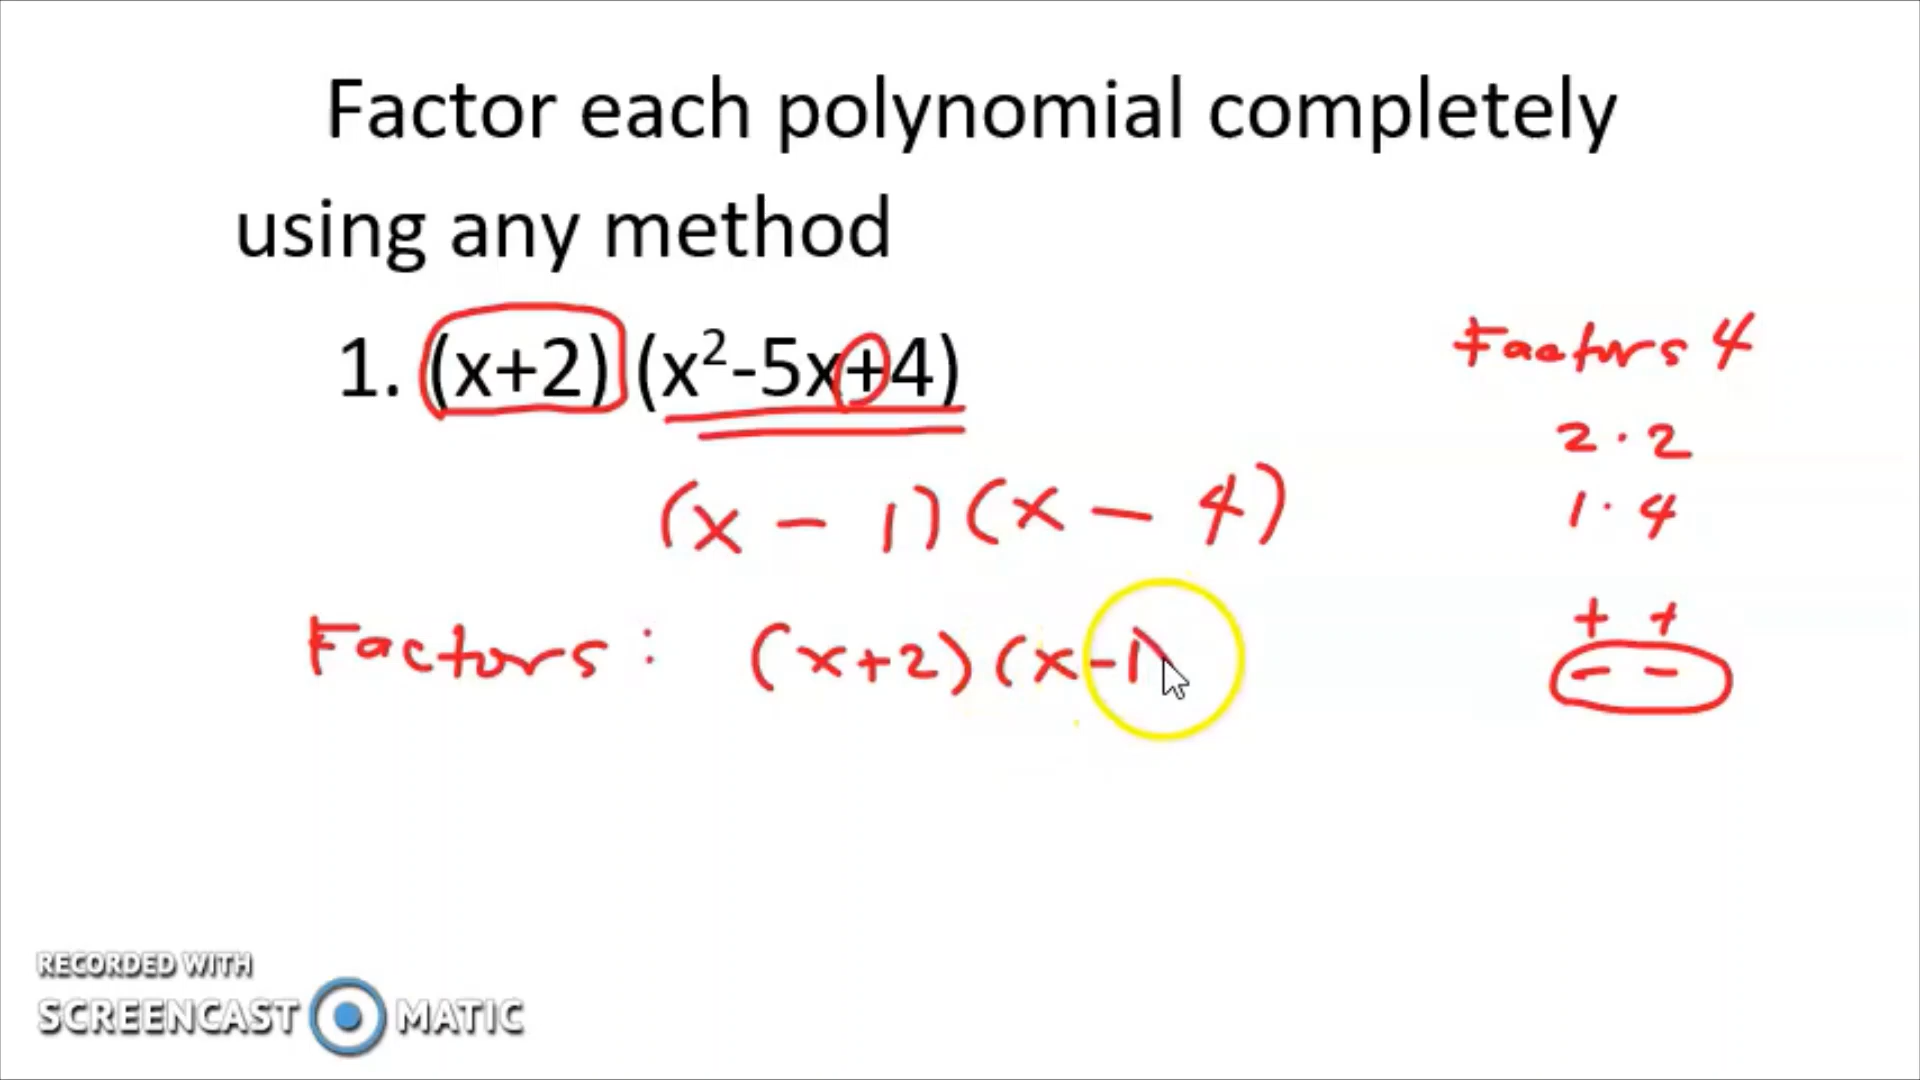 Factor each polynomial completely
using any method
1. (x+2) (x²-5x+4)
(x - 1)(x - 4)
Factors : (x+2)(x-1)
Factors 4
2 · 2
1 · 4
+ +
- -
RECORDED WITH
SCREENCAST MATIC